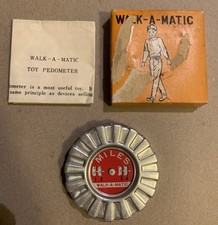 WALK-A-MATIC
WALK-A-MATIC
TOY PEDOMETER
ometer is a most useful toy. It
same principle as devices selling
MILES
WALK-A-MATIC